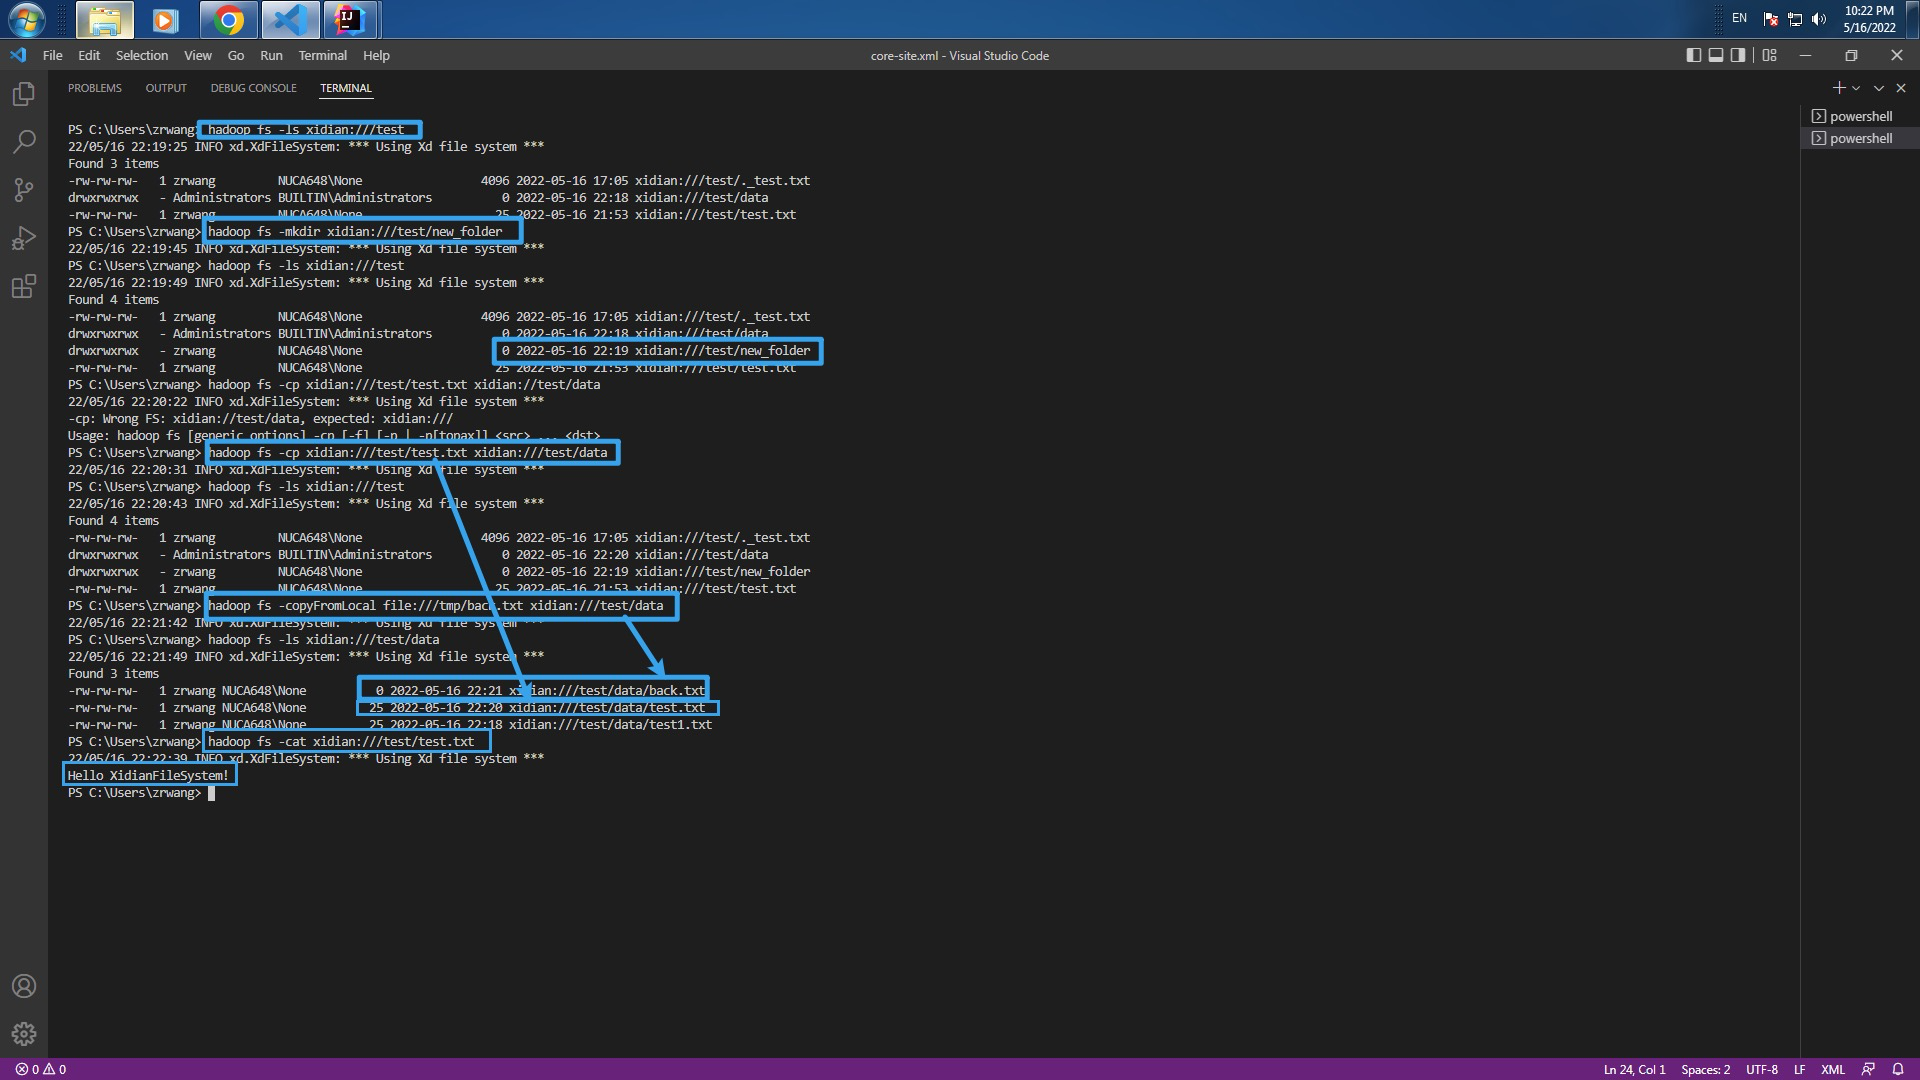 EN
10:22 PM
5/16/2022
File Edit Selection View Go Run Terminal Help
core-site.xml - Visual Studio Code
PROBLEMS OUTPUT DEBUG CONSOLE TERMINAL
powershell
powershell
PS C:\Users\zrwang> hadoop fs -ls xidian:///test
22/05/16 22:19:25 INFO xd.XdFileSystem: *** Using Xd file system ***
Found 3 items
-rw-rw-rw-   1 zrwang         NUCA648\None                 4096 2022-05-16 17:05 xidian:///test/._test.txt
drwxrwxrwx   - Administrators BUILTIN\Administrators          0 2022-05-16 22:18 xidian:///test/data
-rw-rw-rw-   1 zrwang         NUCA648\None                   25 2022-05-16 21:53 xidian:///test/test.txt
PS C:\Users\zrwang> hadoop fs -mkdir xidian:///test/new_folder
22/05/16 22:19:45 INFO xd.XdFileSystem: *** Using Xd file system ***
PS C:\Users\zrwang> hadoop fs -ls xidian:///test
22/05/16 22:19:49 INFO xd.XdFileSystem: *** Using Xd file system ***
Found 4 items
-rw-rw-rw-   1 zrwang         NUCA648\None                 4096 2022-05-16 17:05 xidian:///test/._test.txt
drwxrwxrwx   - Administrators BUILTIN\Administrators          0 2022-05-16 22:18 xidian:///test/data
drwxrwxrwx   - zrwang         NUCA648\None                    0 2022-05-16 22:19 xidian:///test/new_folder
-rw-rw-rw-   1 zrwang         NUCA648\None                   25 2022-05-16 21:53 xidian:///test/test.txt
PS C:\Users\zrwang> hadoop fs -cp xidian:///test/test.txt xidian://test/data
22/05/16 22:20:22 INFO xd.XdFileSystem: *** Using Xd file system ***
-cp: Wrong FS: xidian://test/data, expected: xidian:///
Usage: hadoop fs [generic options] -cp [-f] [-p | -p[topax]] <src> ... <dst>
PS C:\Users\zrwang> hadoop fs -cp xidian:///test/test.txt xidian:///test/data
22/05/16 22:20:31 INFO xd.XdFileSystem: *** Using Xd file system ***
PS C:\Users\zrwang> hadoop fs -ls xidian:///test
22/05/16 22:20:43 INFO xd.XdFileSystem: *** Using Xd file system ***
Found 4 items
-rw-rw-rw-   1 zrwang         NUCA648\None                 4096 2022-05-16 17:05 xidian:///test/._test.txt
drwxrwxrwx   - Administrators BUILTIN\Administrators          0 2022-05-16 22:20 xidian:///test/data
drwxrwxrwx   - zrwang         NUCA648\None                    0 2022-05-16 22:19 xidian:///test/new_folder
-rw-rw-rw-   1 zrwang         NUCA648\None                   25 2022-05-16 21:53 xidian:///test/test.txt
PS C:\Users\zrwang> hadoop fs -copyFromLocal file:///tmp/back.txt xidian:///test/data
22/05/16 22:21:42 INFO xd.XdFileSystem: *** Using Xd file system ***
PS C:\Users\zrwang> hadoop fs -ls xidian:///test/data
22/05/16 22:21:49 INFO xd.XdFileSystem: *** Using Xd file system ***
Found 3 items
-rw-rw-rw-   1 zrwang NUCA648\None          0 2022-05-16 22:21 xidian:///test/data/back.txt
-rw-rw-rw-   1 zrwang NUCA648\None         25 2022-05-16 22:20 xidian:///test/data/test.txt
-rw-rw-rw-   1 zrwang NUCA648\None         25 2022-05-16 22:18 xidian:///test/data/test1.txt
PS C:\Users\zrwang> hadoop fs -cat xidian:///test/test.txt
22/05/16 22:22:39 INFO xd.XdFileSystem: *** Using Xd file system ***
Hello XidianFileSystem!
PS C:\Users\zrwang>
0 0
Ln 24, Col 1 Spaces: 2 UTF-8 LF XML